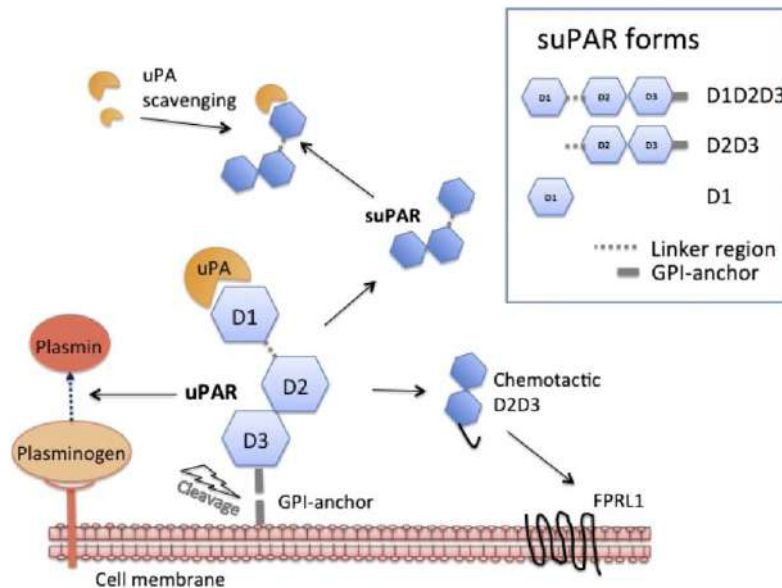 uPA
scavenging
suPAR
uPA
D1
D2
D3
uPAR
Plasmin
Plasminogen
Cleavage
GPI-anchor
Cell membrane
Chemotactic
D2D3
FPRL1
suPAR forms
D1 D2 D3 D1D2D3
D2 D3 D2D3
D1 D1
Linker region
GPI-anchor